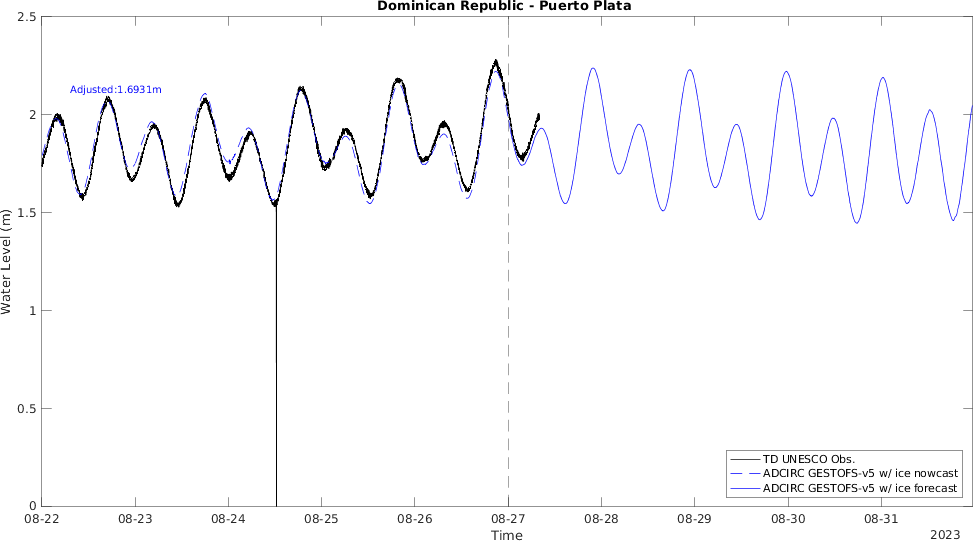 Dominican Republic - Puerto Plata
2.5
Adjusted:1.6931m
2
1.5
Water Level (m)
1
0.5
TD UNESCO Obs.
ADCIRC GESTOFS-v5 w/ ice nowcast
ADCIRC GESTOFS-v5 w/ ice forecast
0
08-22 08-23 08-24 08-25 08-26 08-27 08-28 08-29 08-30 08-31
Time
2023